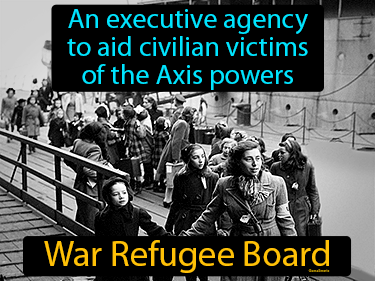 An executive agency
to aid civilian victims
of the Axis powers
War Refugee Board